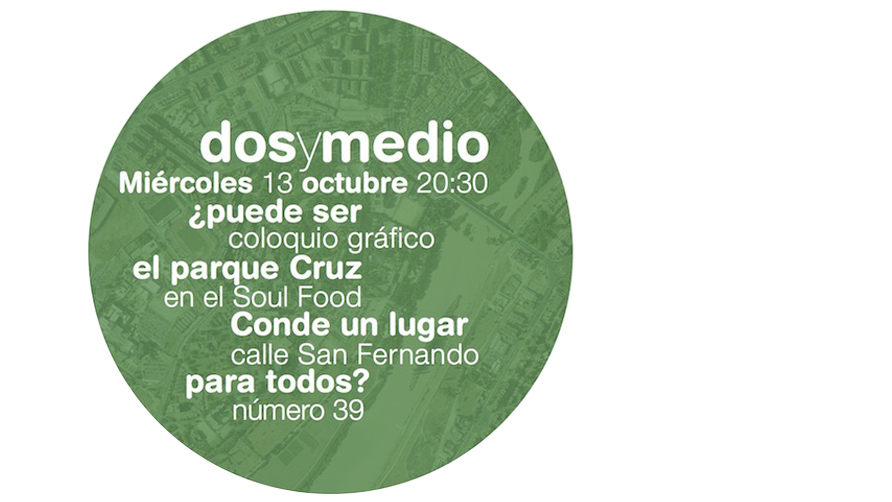 dosymedio
Miércoles 13 octubre 20:30
¿puede ser
coloquio gráfico
el parque Cruz
en el Soul Food
Conde un lugar
calle San Fernando
para todos?
número 39